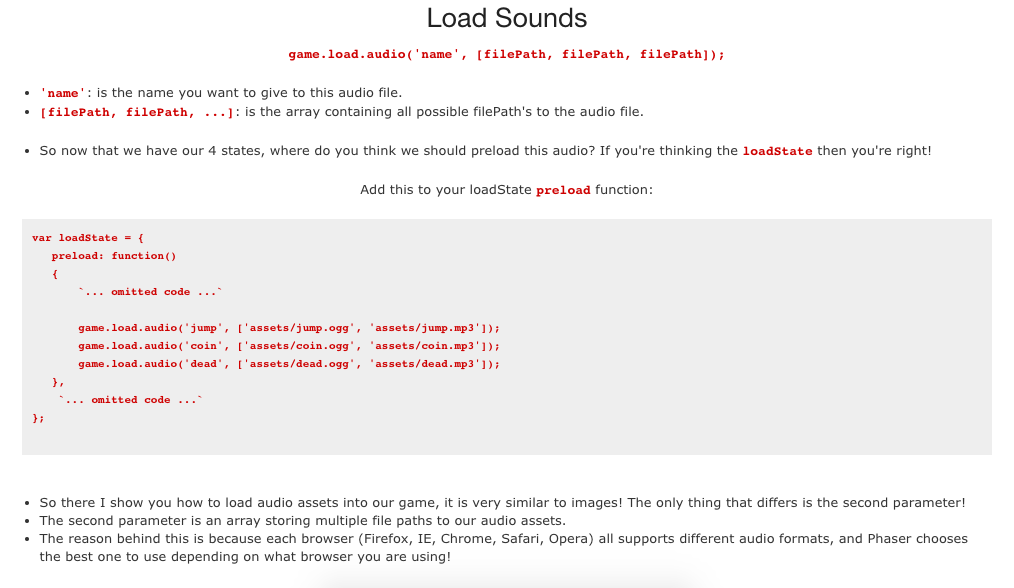 Load Sounds
game.load.audio('name', [filePath, filePath, filePath]);
'name': is the name you want to give to this audio file.
[filePath, filePath, ...]: is the array containing all possible filePath's to the audio file.
So now that we have our 4 states, where do you think we should preload this audio? If you're thinking the loadState then you're right!
Add this to your loadState preload function:
var loadState = {
preload: function()
{
`... omitted code ...`
game.load.audio('jump', ['assets/jump.ogg', 'assets/jump.mp3']);
game.load.audio('coin', ['assets/coin.ogg', 'assets/coin.mp3']);
game.load.audio('dead', ['assets/dead.ogg', 'assets/dead.mp3']);
},
`... omitted code ...`
};
So there I show you how to load audio assets into our game, it is very similar to images! The only thing that differs is the second parameter!
The second parameter is an array storing multiple file paths to our audio assets.
The reason behind this is because each browser (Firefox, IE, Chrome, Safari, Opera) all supports different audio formats, and Phaser chooses
the best one to use depending on what browser you are using!